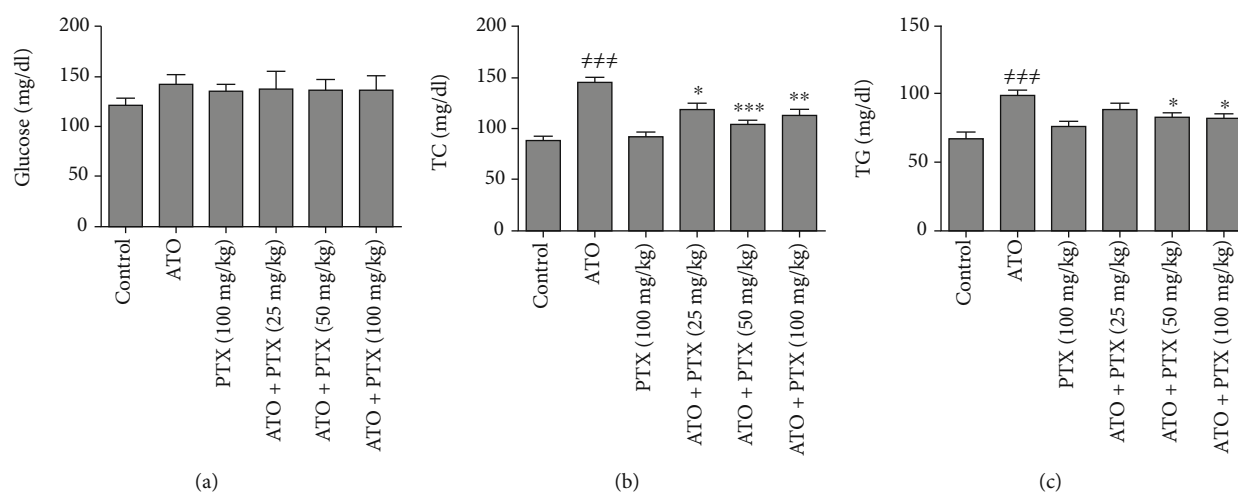 Glucose (mg/dl)
200
150
100
50
0
Control
ATO
PTX (100 mg/kg)
ATO + PTX (25 mg/kg)
ATO + PTX (50 mg/kg)
ATO + PTX (100 mg/kg)
(a)
TC (mg/dl)
200
150
100
50
0
≠≠≠
*
***
**
Control
ATO
PTX (100 mg/kg)
ATO + PTX (25 mg/kg)
ATO + PTX (50 mg/kg)
ATO + PTX (100 mg/kg)
(b)
TG (mg/dl)
150
100
50
0
≠≠≠
*
*
Control
ATO
PTX (100 mg/kg)
ATO + PTX (25 mg/kg)
ATO + PTX (50 mg/kg)
ATO + PTX (100 mg/kg)
(c)